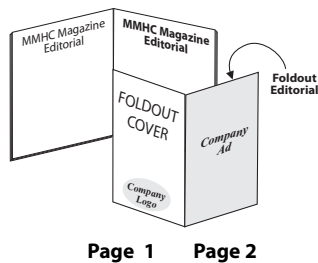 MMHC Magazine
Editorial
MMHC Magazine
Editorial
Foldout
Editorial
FOLDOUT
COVER
Company
Ad
Company
Logo
Page 1 Page 2